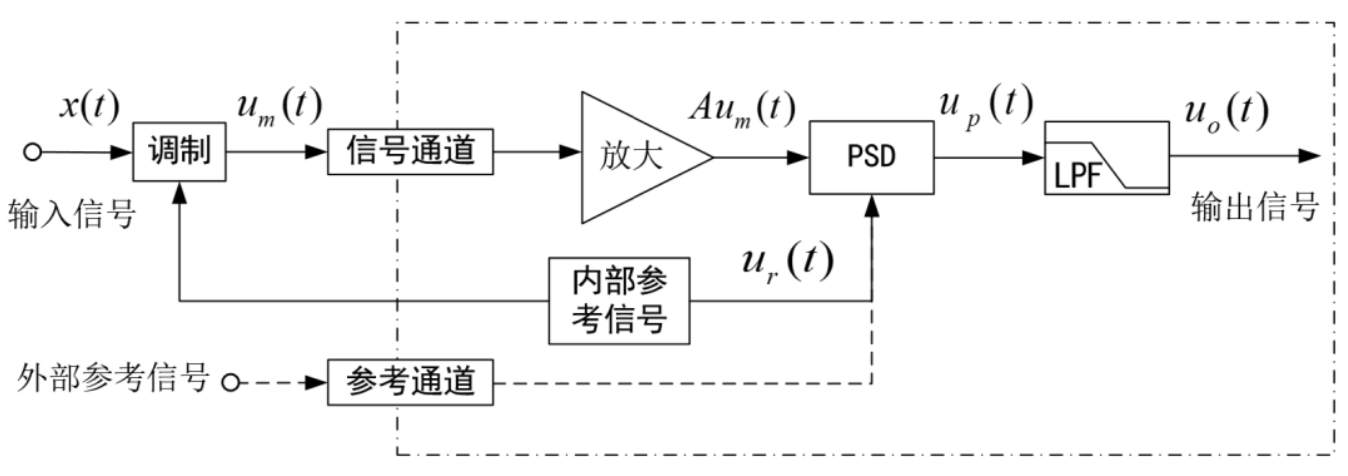 x(t)
调制
输入信号
u_m(t)
信号通道
放大
Au_m(t)
PSD
u_p(t)
LPF
u_o(t)
输出信号
内部参
考信号
u_r(t)
外部参考信号
参考通道